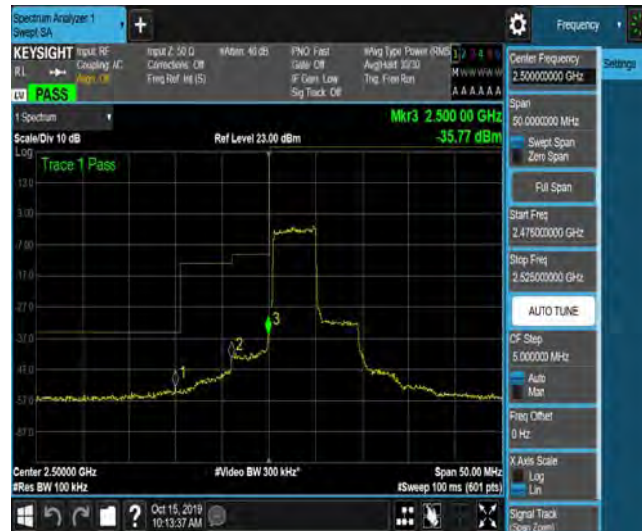 Spectrum Analyzer 1
Swept SA
+
Frequency
KEYSIGHT
Input: RF
Coupling: AC
Align: Off
Input Z: 50 Ω
Corrections: Off
Freq Ref: Int (S)
#Atten: 40 dB
PNO: Fast
Gate: Off
IF Gain: Low
Sig Track: Off
#Avg Type: Power (RMS)
Avg|Hold: 30/30
Trig: Free Run
1 2 3 4 5 6
M W W W W W
A A A A A A
RL
LV PASS
1 Spectrum
Scale/Div 10 dB
Ref Level 23.00 dBm
Mkr3 2.500 00 GHz
-35.77 dBm
Log
Trace 1 Pass
13.0
3.00
-7.00
-17.0
-27.0
-37.0
-47.0
-57.0
-67.0
1
2
3
Center 2.50000 GHz
#Res BW 100 kHz
#Video BW 300 kHz*
Span 50.00 MHz
#Sweep 100 ms (601 pts)
Oct 15, 2019
10:13:37 AM
Center Frequency
2.500000000 GHz
Settings
Span
50.0000000 MHz
Swept Span
Zero Span
Full Span
Start Freq
2.475000000 GHz
Stop Freq
2.525000000 GHz
AUTO TUNE
CF Step
5.000000 MHz
Auto
Man
Freq Offset
0 Hz
X Axis Scale
Log
Lin
Signal Track
(Span Zoom)